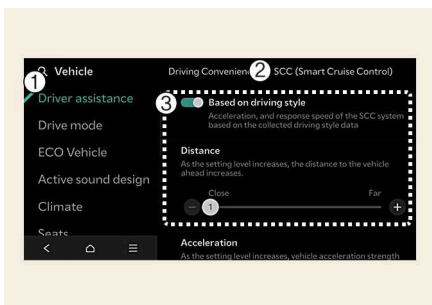 Vehicle
1
Driver assistance
Drive mode
ECO Vehicle
Active sound design
Climate
Seats
Driving Convenien 2 SCC (Smart Cruise Control)
3 Based on driving style
Acceleration, and response speed of the SCC system
based on the collected driving style data
Distance
As the setting level increases, the distance to the vehicle
ahead increases.
Close Far
− 1 +
Acceleration
As the setting level increases, vehicle acceleration strength